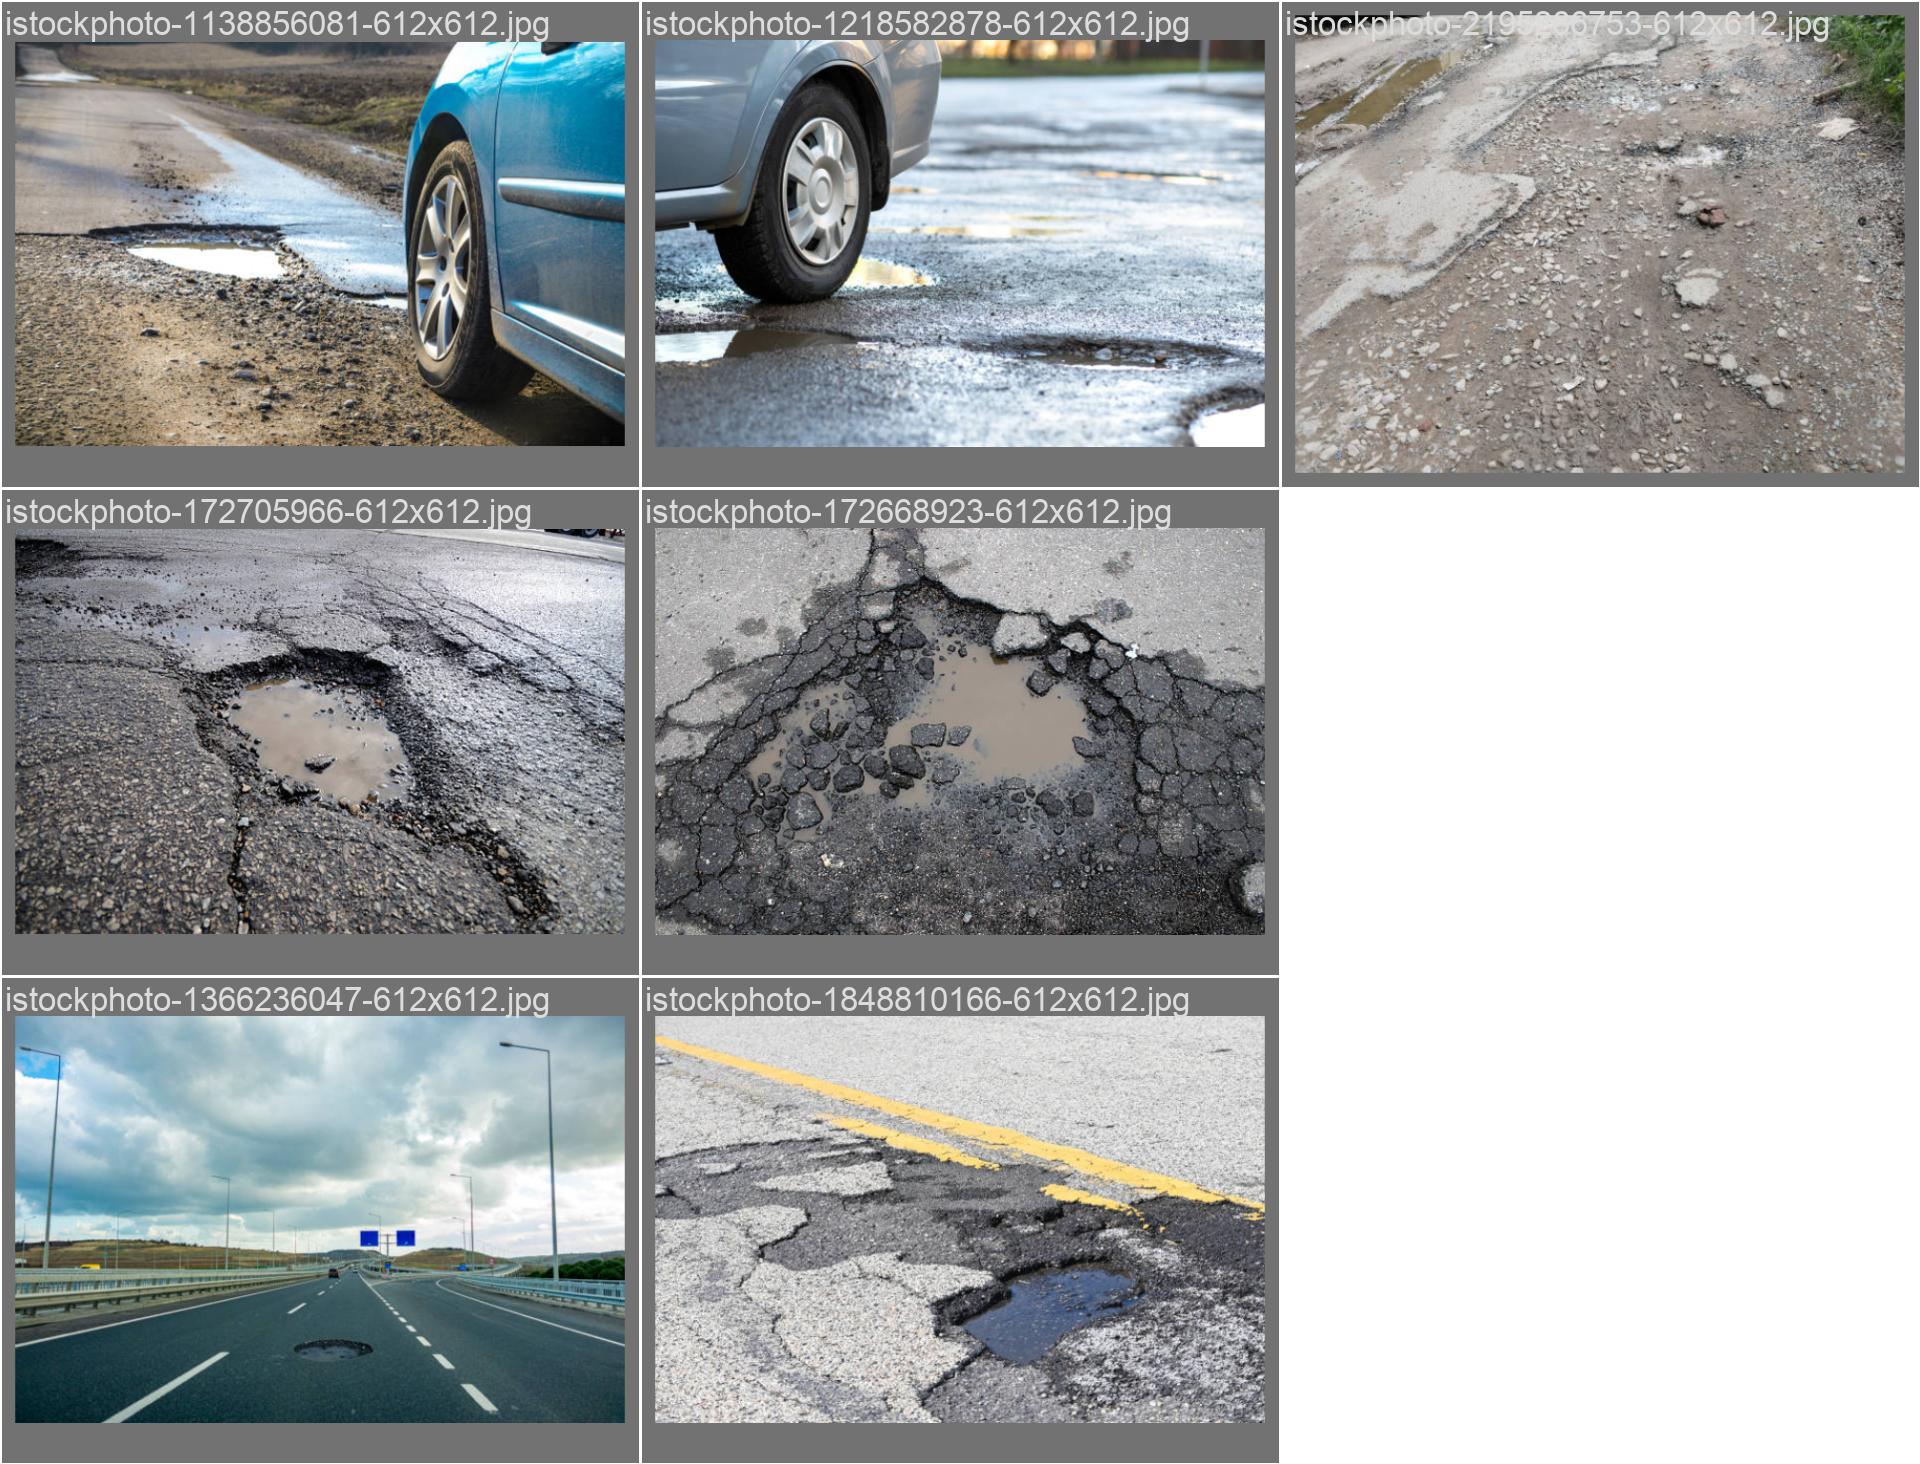 istockphoto-1138856081-612x612.jpg
istockphoto-1218582878-612x612.jpg
istockphoto-172705966-612x612.jpg
istockphoto-172668923-612x612.jpg
istockphoto-1366236047-612x612.jpg
istockphoto-1848810166-612x612.jpg